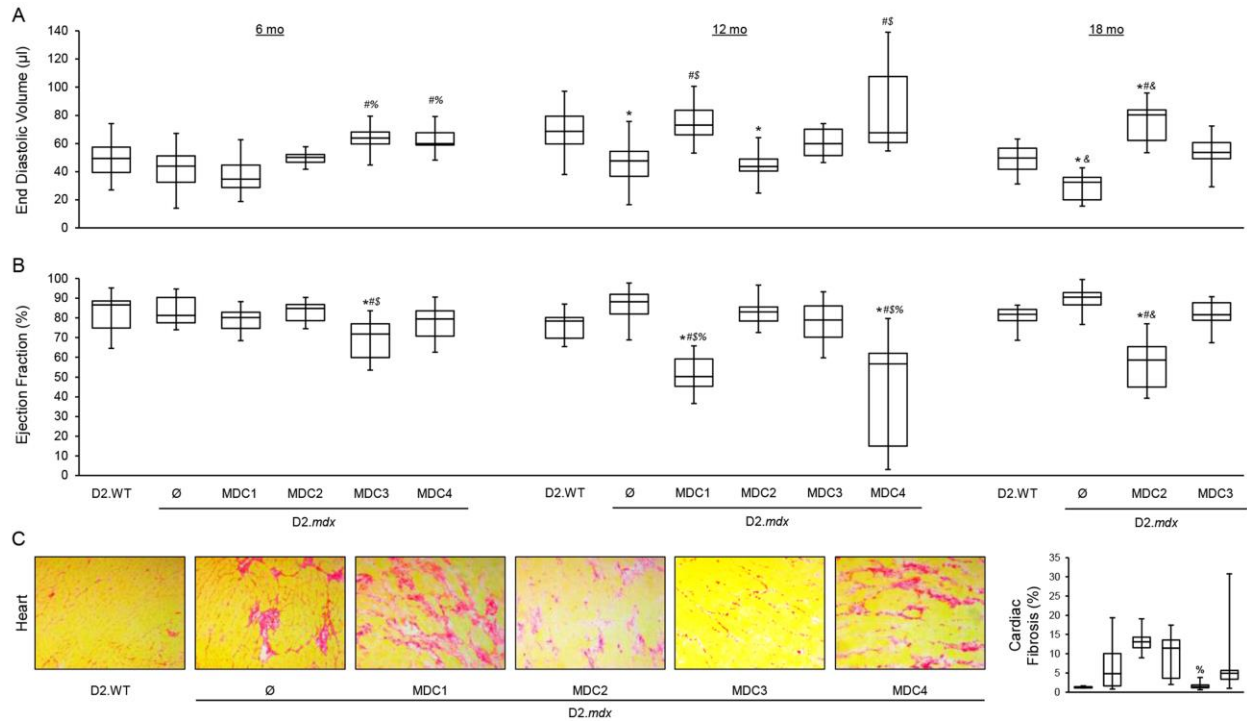 A
6 mo
12 mo
18 mo
End Diastolic Volume (µl)
140
120
100
80
60
40
20
0
#%
#%
*
#$
*
#$
* &
*#&
B
Ejection Fraction (%)
100
90
80
70
60
50
40
30
20
10
0
*#$
*#$%
*#$%
*#&
D2.WT
Ø
MDC1
MDC2
MDC3
MDC4
D2.mdx
D2.WT
Ø
MDC1
MDC2
MDC3
MDC4
D2.mdx
D2.WT
Ø
MDC2
MDC3
D2.mdx
C
Heart
D2.WT
Ø
MDC1
MDC2
MDC3
MDC4
D2.mdx
Cardiac
Fibrosis (%)
35
30
25
20
15
10
5
0
%